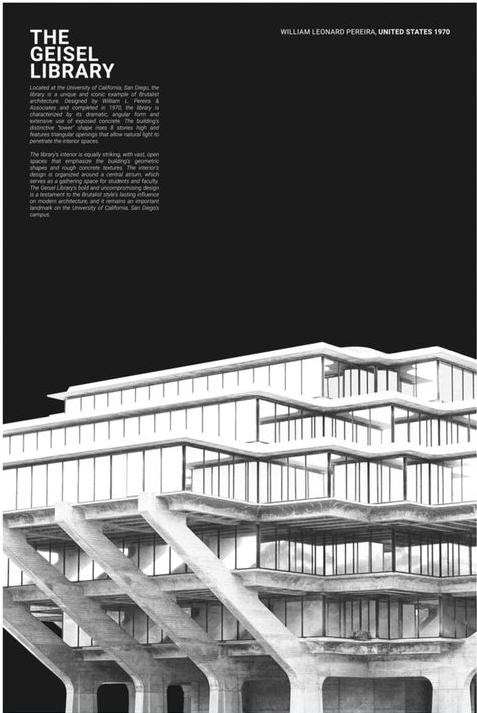 THE
GEISEL
LIBRARY
WILLIAM LEONARD PEREIRA, UNITED STATES 1970
Located at the University of California, San Diego, the
library is a unique and iconic example of Brutalist
architecture. Designed by William L. Pereira &
Associates and completed in 1970, the library is
characterized by its dramatic, angular form and
extensive use of exposed concrete. The building's
distinctive "tower" shape rises 8 stories high and
features triangular openings that allow natural light to
penetrate the interior spaces.
The library's interior is equally striking, with vast, open
spaces that emphasize the building's geometric
shapes and rough concrete textures. The interior's
design is organized around a central atrium, which
serves as a gathering space for students and faculty.
The Geisel Library's bold and uncompromising design
is a testament to the Brutalist style's lasting influence
on modern architecture, and it remains an important
landmark on the University of California, San Diego's
campus.